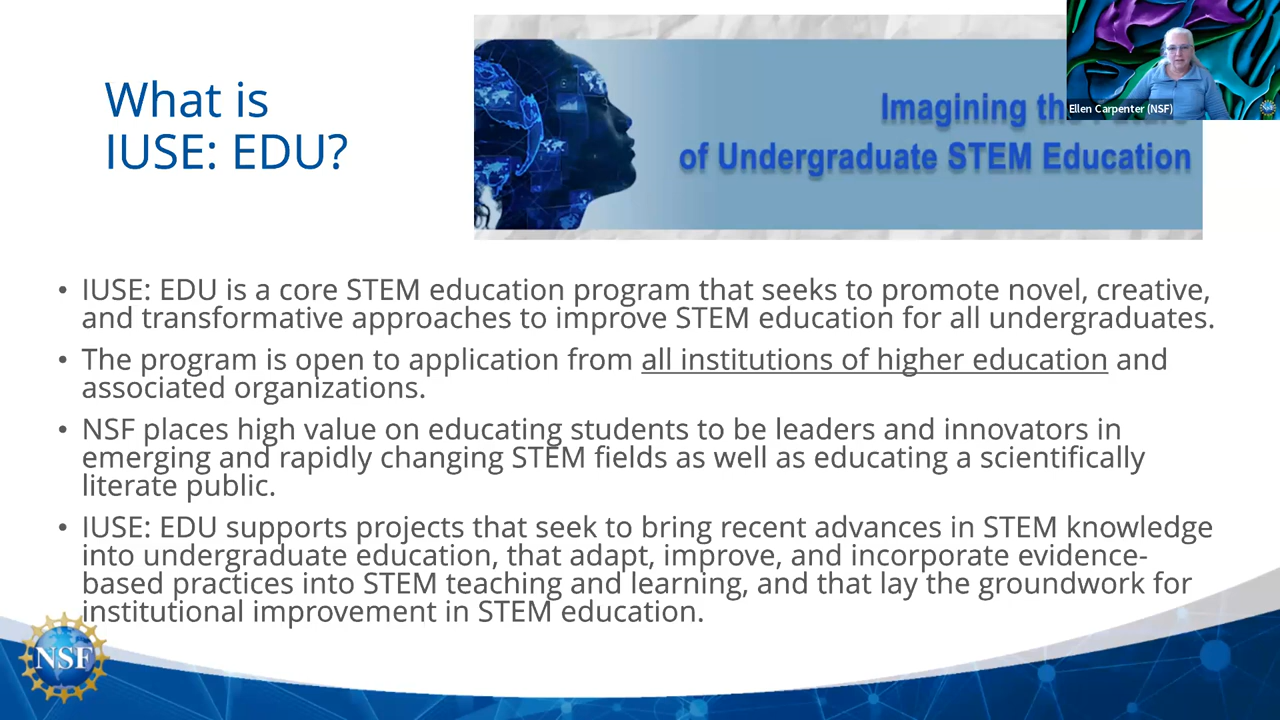 What is
IUSE: EDU?
Imagining th
of Undergraduate STEM Education
Ellen Carpenter (NSF)
• IUSE: EDU is a core STEM education program that seeks to promote novel, creative,
and transformative approaches to improve STEM education for all undergraduates.
• The program is open to application from all institutions of higher education and
associated organizations.
• NSF places high value on educating students to be leaders and innovators in
emerging and rapidly changing STEM fields as well as educating a scientifically
literate public.
• IUSE: EDU supports projects that seek to bring recent advances in STEM knowledge
into undergraduate education, that adapt, improve, and incorporate evidence-
based practices into STEM teaching and learning, and that lay the groundwork for
institutional improvement in STEM education.
NSF